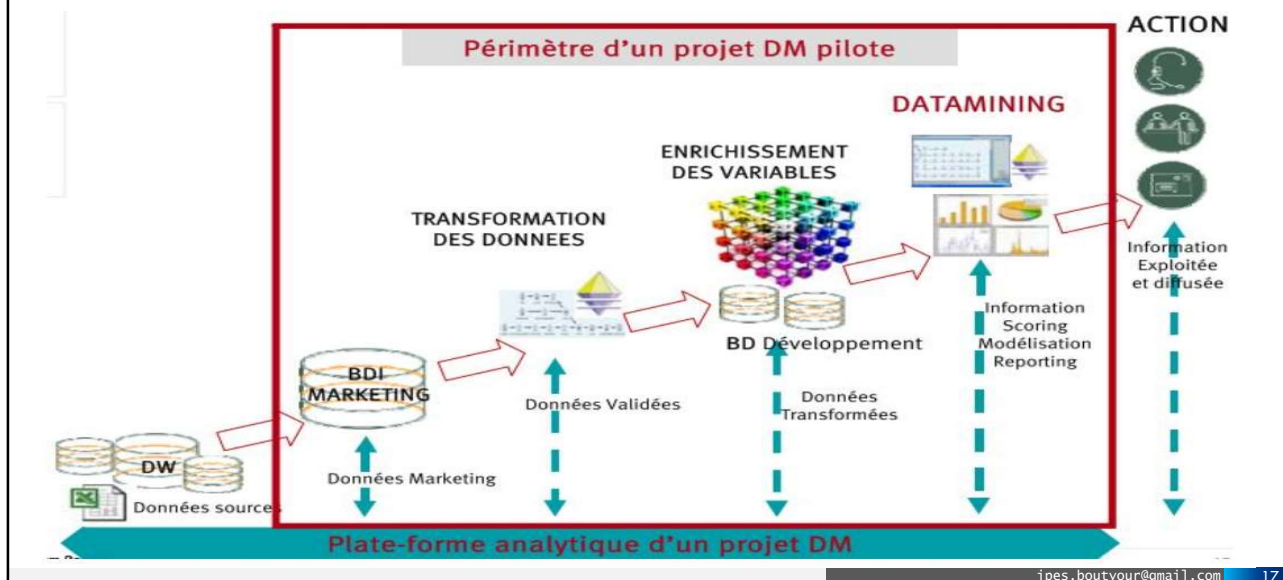 ACTION
Périmètre d'un projet DM pilote
DATAMINING
ENRICHISSEMENT
DES VARIABLES
TRANSFORMATION
DES DONNEES
Information
Exploitée
et diffusée
Information
Scoring
Modélisation
Reporting
BD Développement
BDI
MARKETING
Données Validées
Données
Transformées
DW
Données Marketing
Données sources
Plate-forme analytique d'un projet DM
ipes.boutyour@gmail.com
17